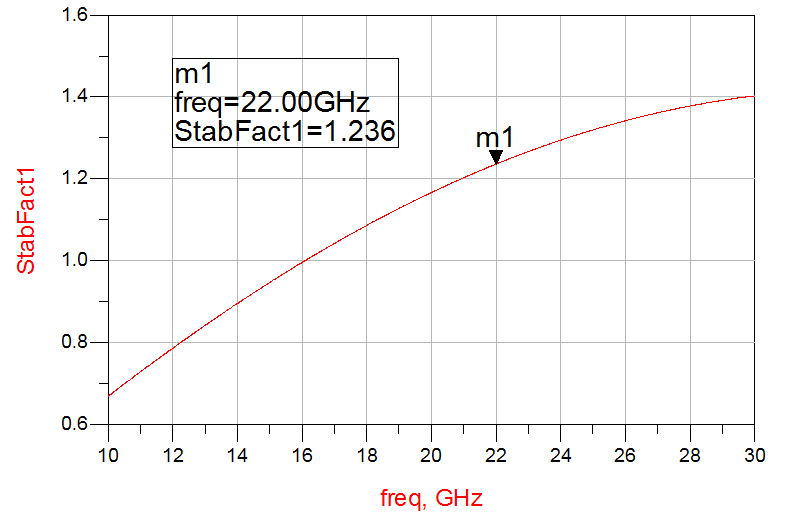 1.6
1.4
1.2
1.0
0.8
0.6
StabFact1
m1
freq=22.00GHz
StabFact1=1.236
m1
10 12 14 16 18 20 22 24 26 28 30
freq, GHz